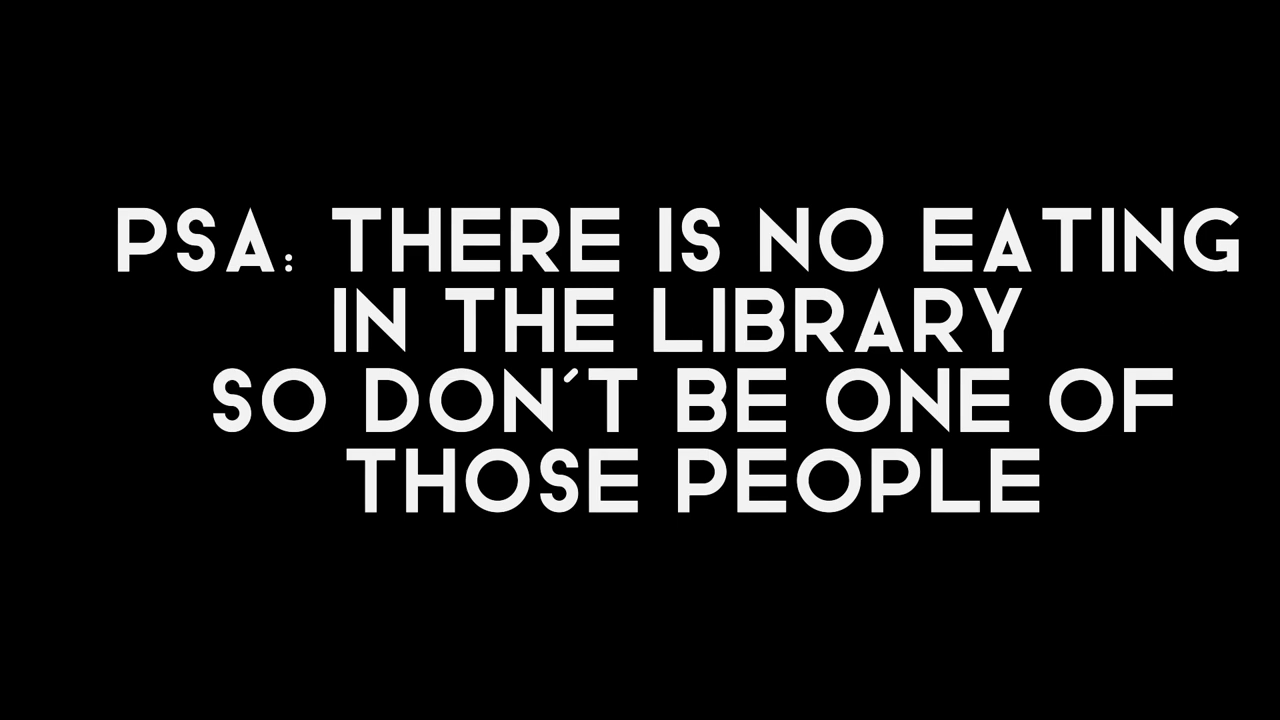 PSA: THERE IS NO EATING
IN THE LIBRARY
SO DON´T BE ONE OF
THOSE PEOPLE